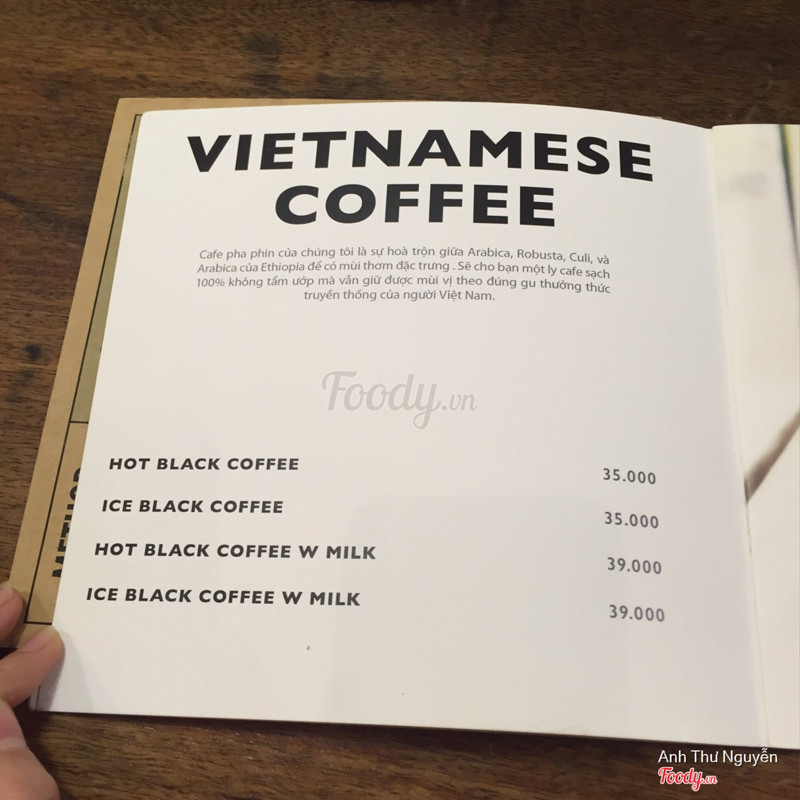 VIETNAMESE
COFFEE
Cafe pha phin của chúng tôi là sự hoà trộn giữa Arabica, Robusta, Culi, và
Arabica của Ethiopia để có mùi thơm đặc trưng . Sẽ cho bạn một ly cafe sạch
100% không tẩm ướp mà vẫn giữ được mùi vị theo đúng gu thưởng thức
truyền thống của người Việt Nam.
Foody.vn
HOT BLACK COFFEE 35.000
ICE BLACK COFFEE 35.000
HOT BLACK COFFEE W MILK 39.000
ICE BLACK COFFEE W MILK 39.000
METHOD
Anh Thư Nguyễn
Foody.vn